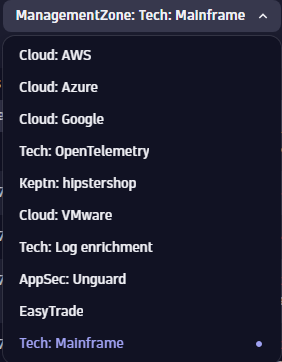 ManagementZone: Tech: Mainframe
Cloud: AWS
Cloud: Azure
Cloud: Google
Tech: OpenTelemetry
Keptn: hipstershop
Cloud: VMware
Tech: Log enrichment
AppSec: Unguard
EasyTrade
Tech: Mainframe